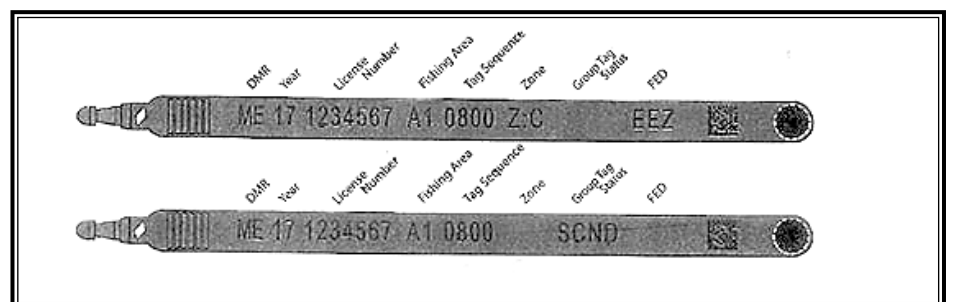 DMR Year License Number Fishing Area Tag Sequence Zone Group Tag Status FED
ME 17 1234567 A1 0800 Z:C EEZ
DMR Year License Number Fishing Area Tag Sequence Zone Group Tag Status FED
ME 17 1234567 A1 0800 SCND